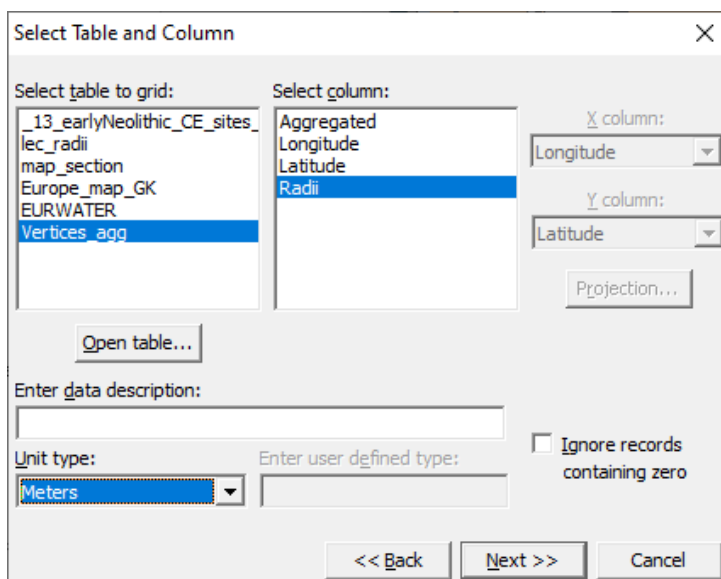 Select Table and Column
Select table to grid:
_13_earlyNeolithic_CE_sites_
lec_radii
map_section
Europe_map_GK
EURWATER
Vertices_agg
Open table...
Select column:
Aggregated
Longitude
Latitude
Radii
X column:
Longitude
Y column:
Latitude
Projection...
Enter data description:
Unit type:
Meters
Enter user defined type:
Ignore records
containing zero
<< Back
Next >>
Cancel